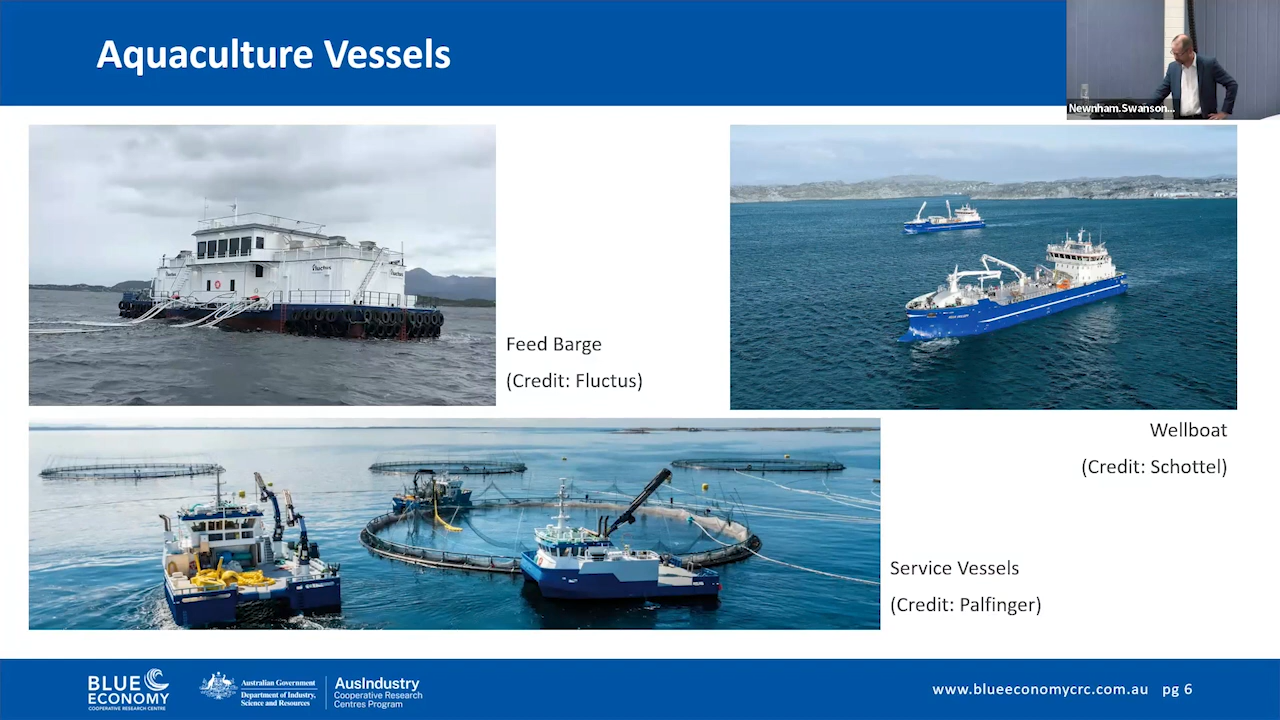 Aquaculture Vessels
Newnham.Swanson...
fluctus
Feed Barge
(Credit: Fluctus)
Wellboat
(Credit: Schottel)
Service Vessels
(Credit: Palfinger)
BLUE
ECONOMY
COOPERATIVE RESEARCH CENTRE
Australian Government
Department of Industry,
Science and Resources
AusIndustry
Cooperative Research
Centres Program
www.blueeconomycrc.com.au pg 6